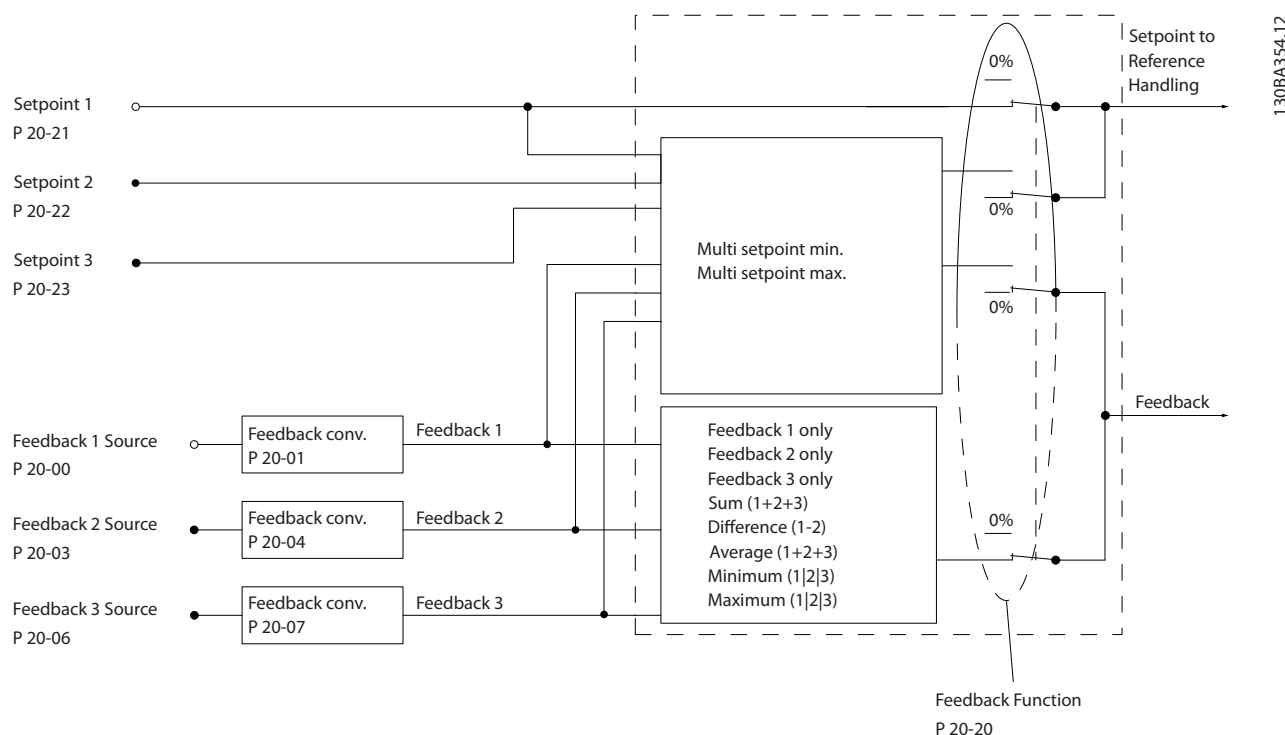 130BA354.12
Setpoint to
Reference
Handling
0%
Setpoint 1
P 20-21
Setpoint 2
P 20-22
0%
Setpoint 3
P 20-23
Multi setpoint min.
Multi setpoint max.
0%
Feedback
Feedback 1 Source
P 20-00
Feedback conv.
P 20-01
Feedback 1
Feedback 2 Source
P 20-03
Feedback conv.
P 20-04
Feedback 2
Feedback 3 Source
P 20-06
Feedback conv.
P 20-07
Feedback 3
Feedback 1 only
Feedback 2 only
Feedback 3 only
Sum (1+2+3)
Difference (1-2)
Average (1+2+3)
Minimum (1|2|3)
Maximum (1|2|3)
0%
Feedback Function
P 20-20